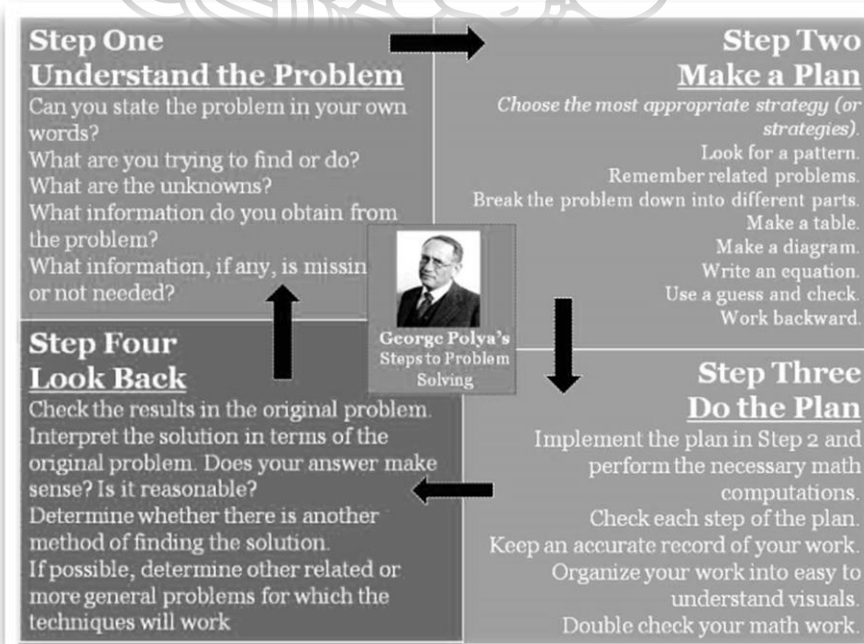 Step One
Understand the Problem
Can you state the problem in your own
words?
What are you trying to find or do?
What are the unknowns?
What information do you obtain from
the problem?
What information, if any, is missin
or not needed?
Step Two
Make a Plan
Choose the most appropriate strategy (or
strategies).
Look for a pattern.
Remember related problems.
Break the problem down into different parts.
Make a table.
Make a diagram.
Write an equation.
Use a guess and check.
Work backward.
George Polya's
Steps to Problem
Solving
Step Three
Do the Plan
Implement the plan in Step 2 and
perform the necessary math
computations.
Check each step of the plan.
Keep an accurate record of your work.
Organize your work into easy to
understand visuals.
Double check your math work.
Step Four
Look Back
Check the results in the original problem.
Interpret the solution in terms of the
original problem. Does your answer make
sense? Is it reasonable?
Determine whether there is another
method of finding the solution.
If possible, determine other related or
more general problems for which the
techniques will work